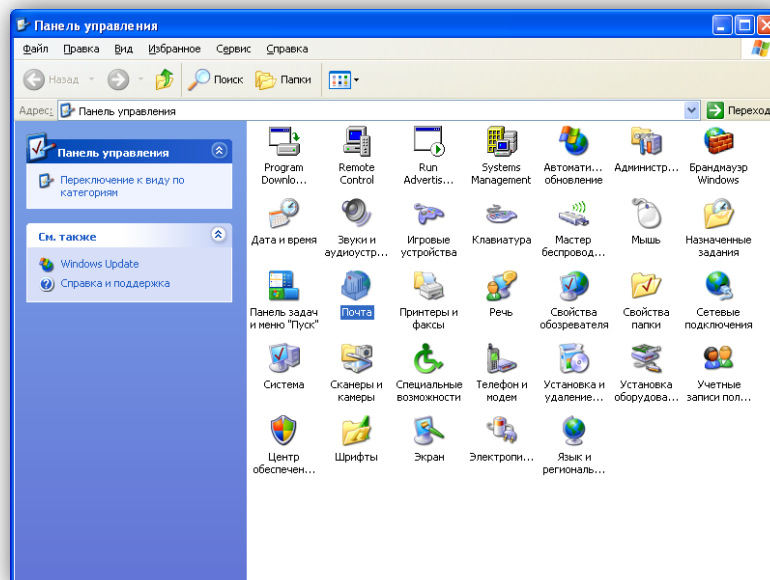 Панель управления
Файл Правка Вид Избранное Сервис Справка
Назад Поиск Папки
Адрес: Панель управления Переход
Панель управления
Переключение к виду по
категориям
См. также
Windows Update
Справка и поддержка
Program Remote Run Systems Автомати... Администр... Брандмауэр
Downlo... Control Advertis... Management обновление Windows
Дата и время Звуки и Игровые Клавиатура Мастер Мышь Назначенные
аудиоустр... устройства беспровод... задания
Панель задач Почта Принтеры и Речь Свойства Свойства Сетевые
и меню "Пуск" факсы обозревателя папки подключения
Система Сканеры и Специальные Телефон и Установка и Установка Учетные
камеры возможности модем удаление... оборудова... записи пол...
Центр Шрифты Экран Электропи... Язык и
обеспечен... региональ...